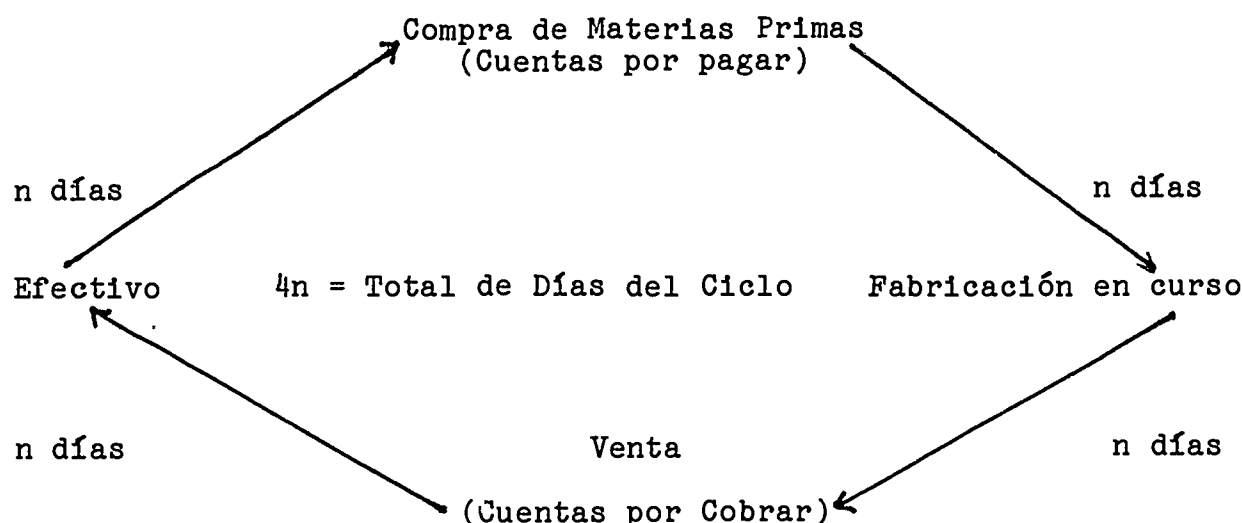 Compra de Materias Primas
(Cuentas por pagar)
n días
n días
Efectivo
4n = Total de Días del Ciclo
Fabricación en curso
n días
Venta
n días
(Cuentas por Cobrar)